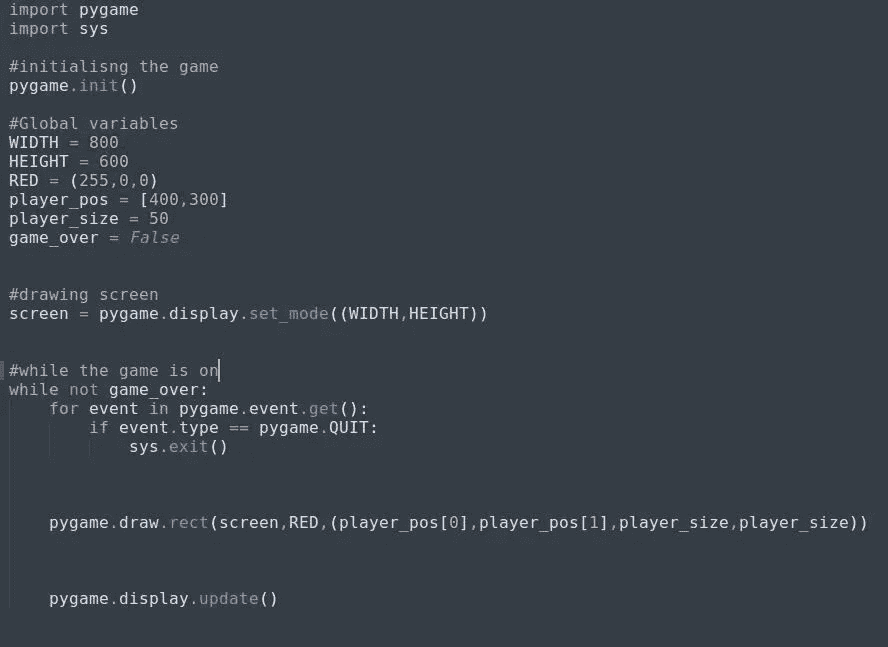 import pygame
import sys
#initialisng the game
pygame.init()
#Global variables
WIDTH = 800
HEIGHT = 600
RED = (255,0,0)
player_pos = [400,300]
player_size = 50
game_over = False
#drawing screen
screen = pygame.display.set_mode((WIDTH,HEIGHT))
#while the game is on
while not game_over:
    for event in pygame.event.get():
        if event.type == pygame.QUIT:
            sys.exit()
    pygame.draw.rect(screen,RED,(player_pos[0],player_pos[1],player_size,player_size))
    pygame.display.update()